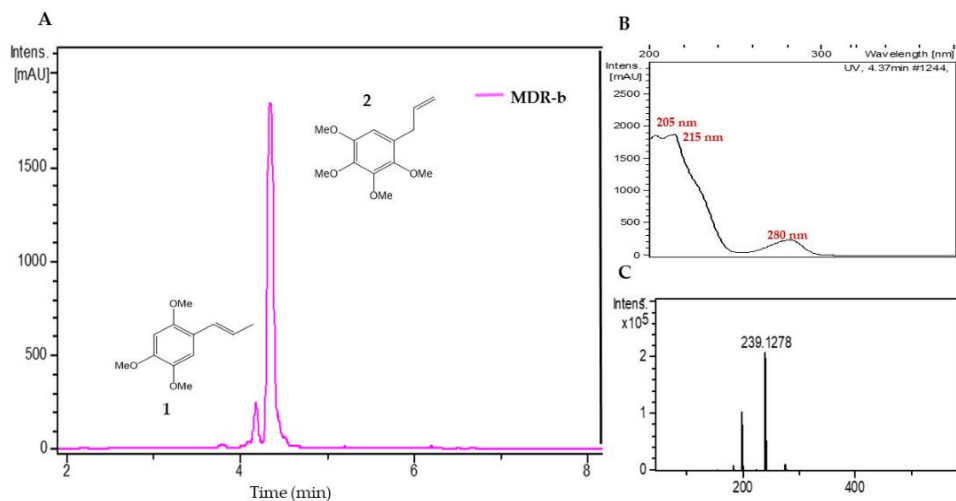 A
Intens.
[mAU]
1500
1000
500
0
2
4
6
8
Time (min)
MDR-b
2
MeO
MeO
OMe
OMe
OMe
MeO
OMe
1
B
200
300
Wavelength [nm]
Intens.
[mAU]
UV, 4.37min #1244,
2500
2000
1500
1000
500
0
205 nm
215 nm
280 nm
C
Intens.
x10⁵
239.1278
2
1
0
200
400